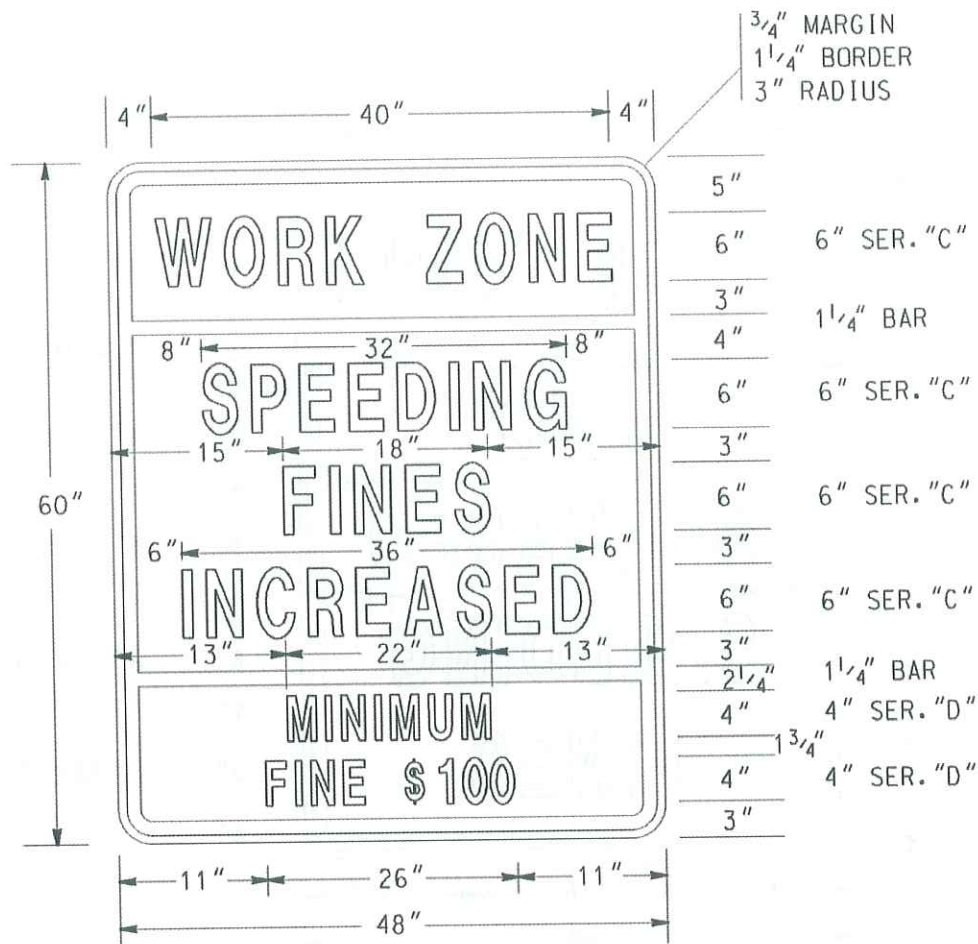 3/4" MARGIN
1 1/4" BORDER
3" RADIUS
4" 40" 4"
5"
WORK ZONE
6" 6" SER. "C"
3"
1 1/4" BAR
4"
8" 32" 8"
SPEEDING
6" 6" SER. "C"
15" 18" 15"
3"
60"
FINES
6" 6" SER. "C"
6" 36" 6"
3"
INCREASED
6" 6" SER. "C"
13" 22" 13"
3"
2 1/4" 1 1/4" BAR
MINIMUM
4" 4" SER. "D"
1 3/4"
FINE $100
4" 4" SER. "D"
3"
11" 26" 11"
48"